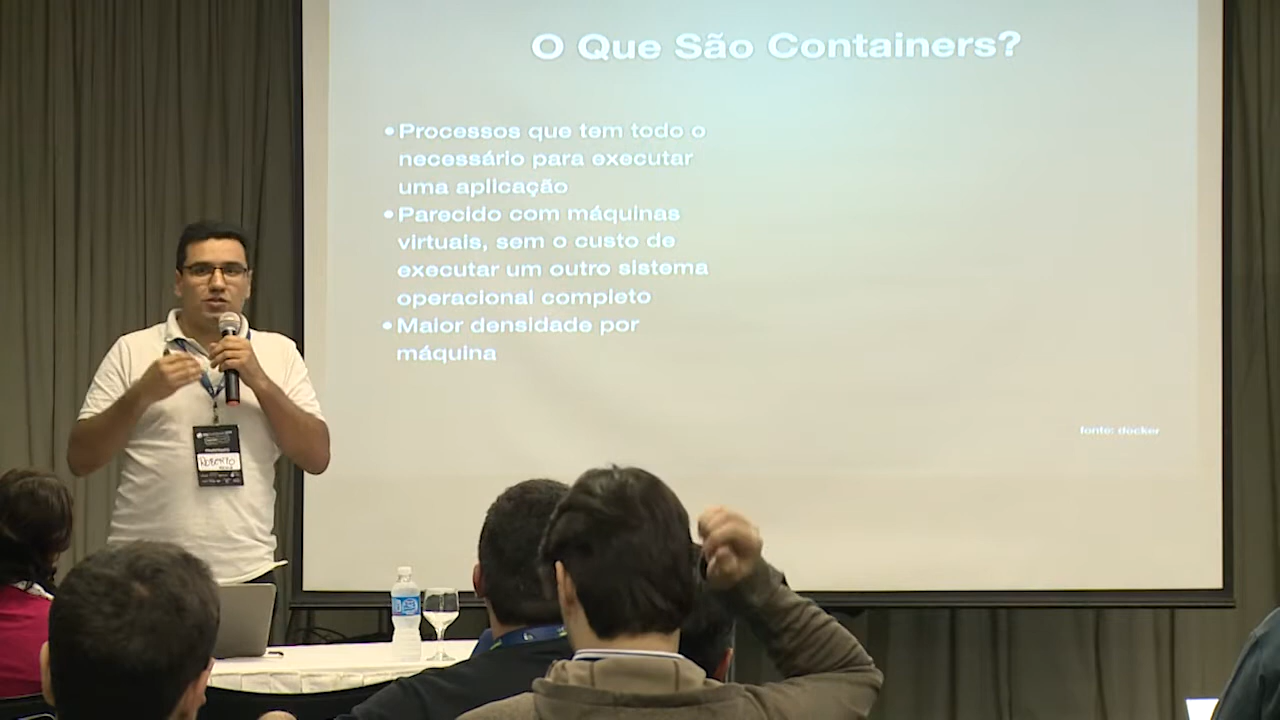 O Que São Containers?
•Processos que tem todo o
necessário para executar
uma aplicação
•Parecido com máquinas
virtuais, sem o custo de
executar um outro sistema
operacional completo
•Maior densidade por
máquina
fonte: docker
ROBERTO